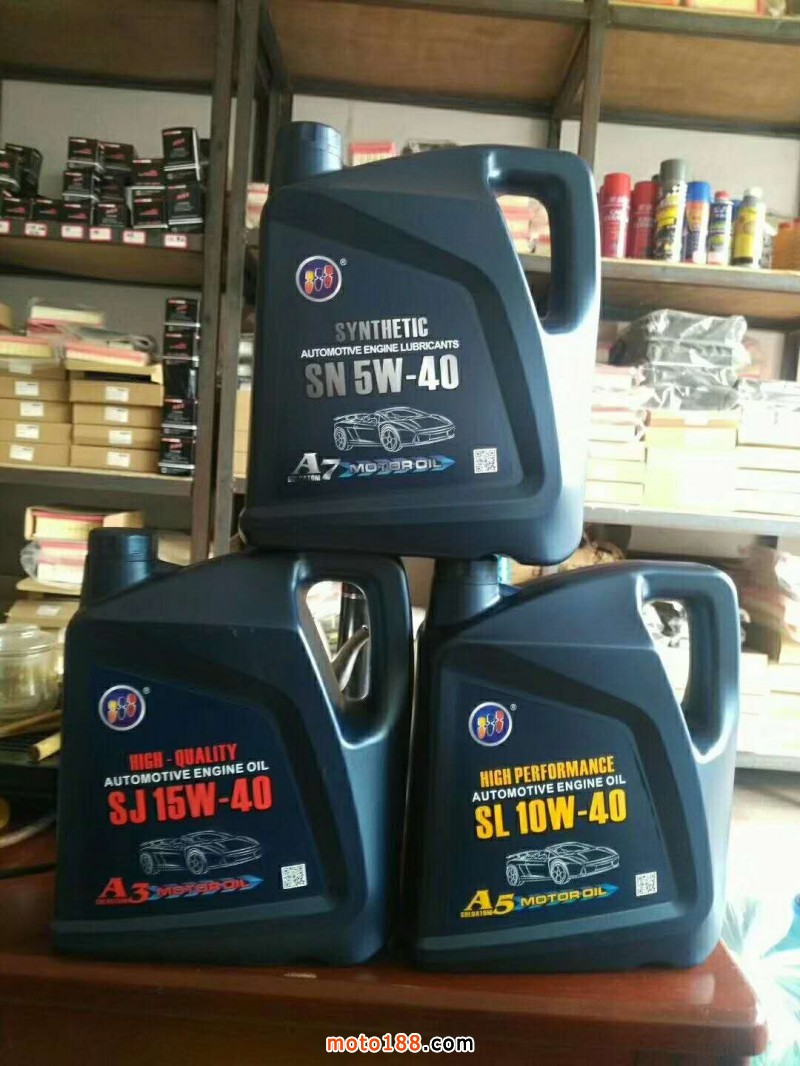 ®
SYNTHETIC
AUTOMOTIVE ENGINE LUBRICANTS
SN 5W-40
A7 MOTOR OIL
®
HIGH - QUALITY
AUTOMOTIVE ENGINE OIL
SJ 15W-40
A3 MOTOR OIL
®
HIGH PERFORMANCE
AUTOMOTIVE ENGINE OIL
SL 10W-40
A5 MOTOR OIL
moto188.com